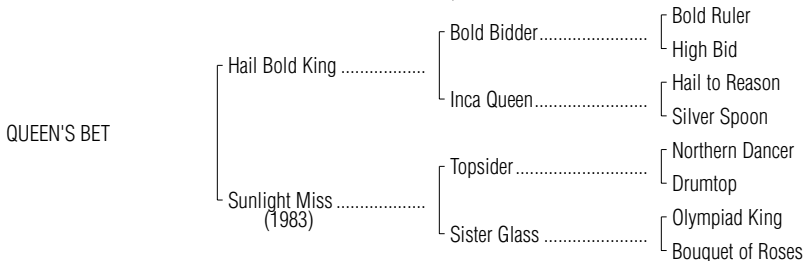 Bold Ruler
Bold Bidder
High Bid
Hail Bold King
Hail to Reason
Inca Queen
Silver Spoon
QUEEN'S BET
Northern Dancer
Topsider
Drumtop
Sunlight Miss
(1983)
Olympiad King
Sister Glass
Bouquet of Roses